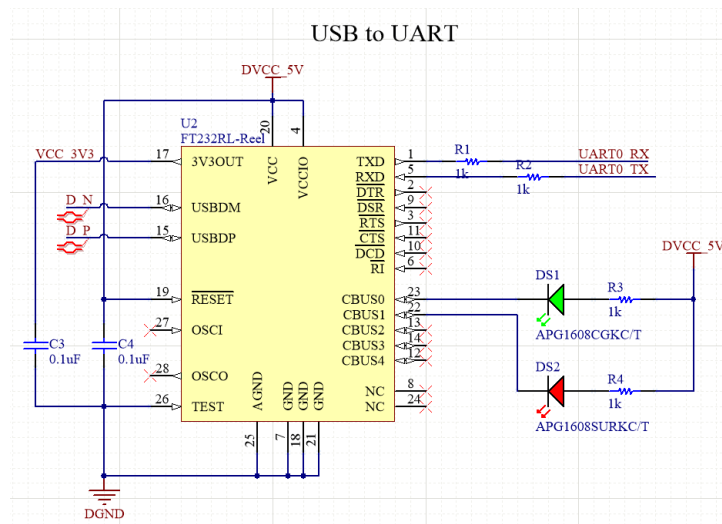 USB to UART
DVCC_5V
U2
FT232RL-Reel
20
4
VCC
VCCIO
VCC_3V3
17
3V3OUT
D_N
16
USBDM
D_P
15
USBDP
19
RESET
27
OSCI
28
OSCO
26
TEST
C3
0.1uF
C4
0.1uF
AGND
GND
GND
GND
25
7
18
21
DGND
TXD
1
R1
1k
UART0_RX
RXD
5
R2
1k
UART0_TX
DTR
2
DSR
9
RTS
3
CTS
11
DCD
10
RI
6
CBUS0
23
CBUS1
22
CBUS2
13
CBUS3
14
CBUS4
12
NC
8
NC
24
DVCC_5V
DS1
R3
1k
APG1608CGKC/T
DS2
R4
1k
APG1608SURKC/T